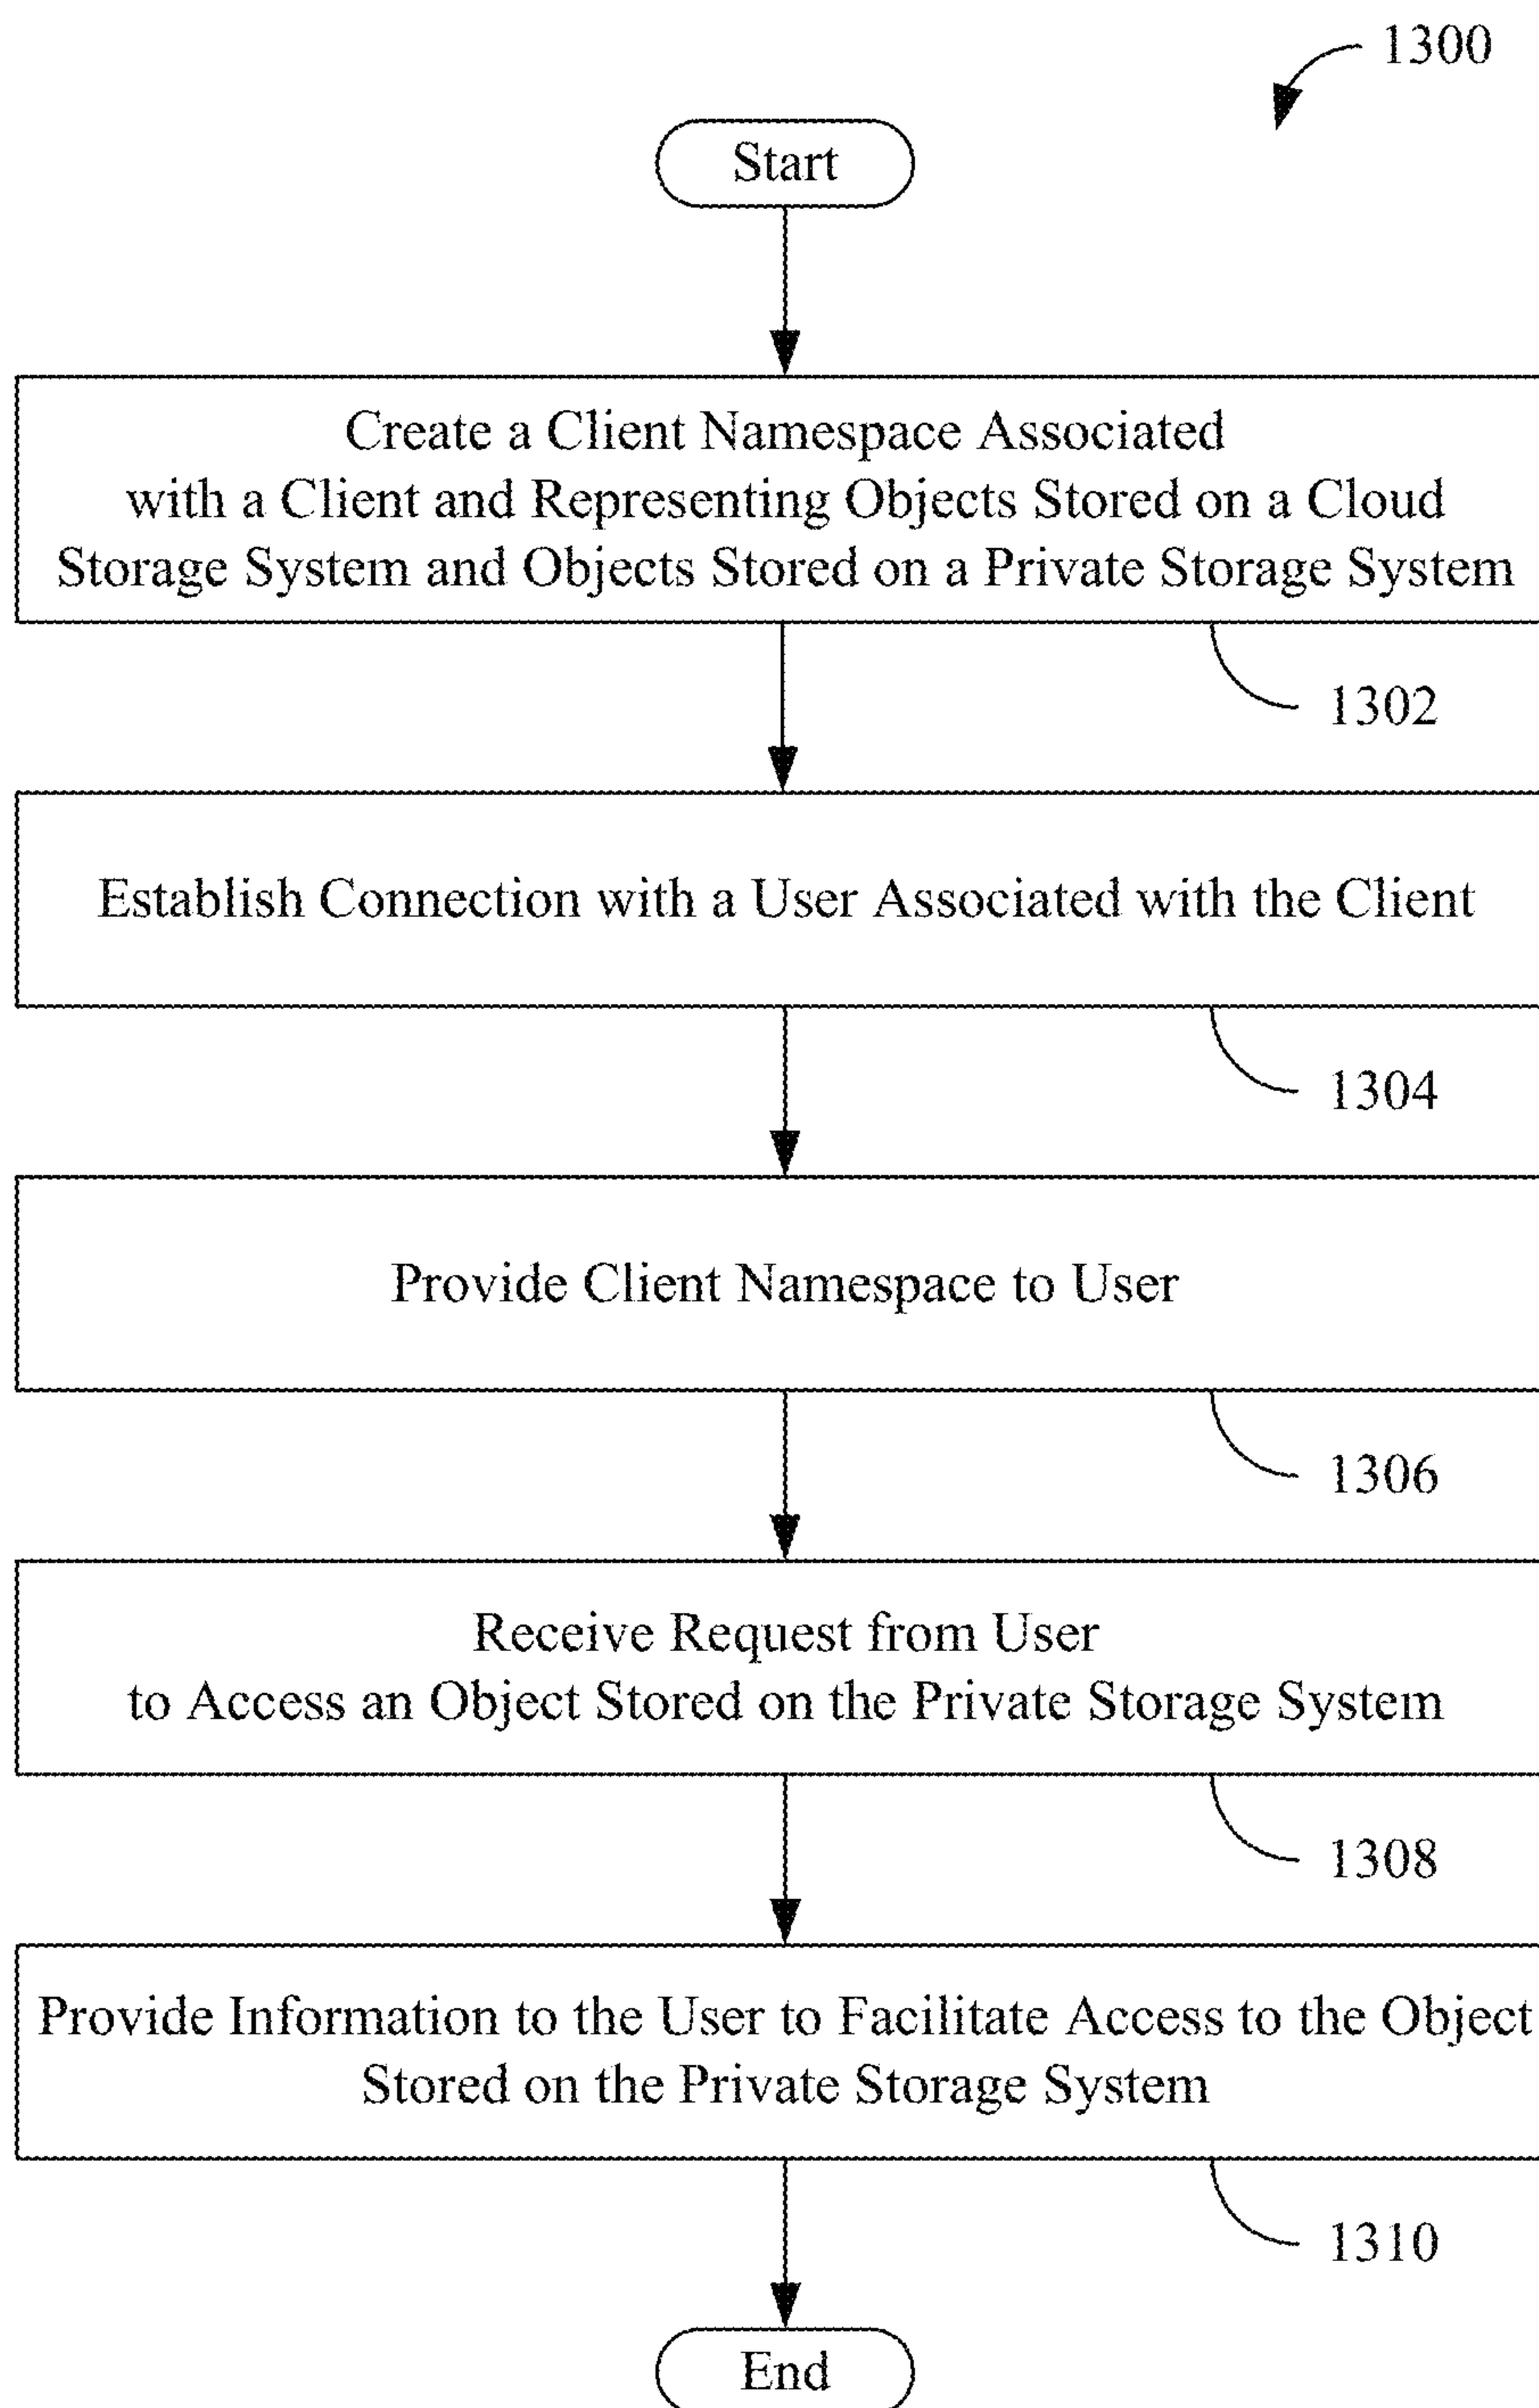 1300
Start
Create a Client Namespace Associated
with a Client and Representing Objects Stored on a Cloud
Storage System and Objects Stored on a Private Storage System
1302
Establish Connection with a User Associated with the Client
1304
Provide Client Namespace to User
1306
Receive Request from User
to Access an Object Stored on the Private Storage System
1308
Provide Information to the User to Facilitate Access to the Object
Stored on the Private Storage System
1310
End